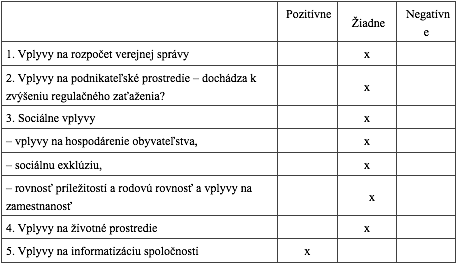 Pozitívne Žiadne Negatívn
e
1. Vplyvy na rozpočet verejnej správy x
2. Vplyvy na podnikateľské prostredie – dochádza k
zvýšeniu regulačného zaťaženia? x
3. Sociálne vplyvy x
– vplyvy na hospodárenie obyvateľstva, x
– sociálnu exklúziu, x
– rovnosť príležitostí a rodovú rovnosť a vplyvy na
zamestnanosť x
4. Vplyvy na životné prostredie x
5. Vplyvy na informatizáciu spoločnosti x